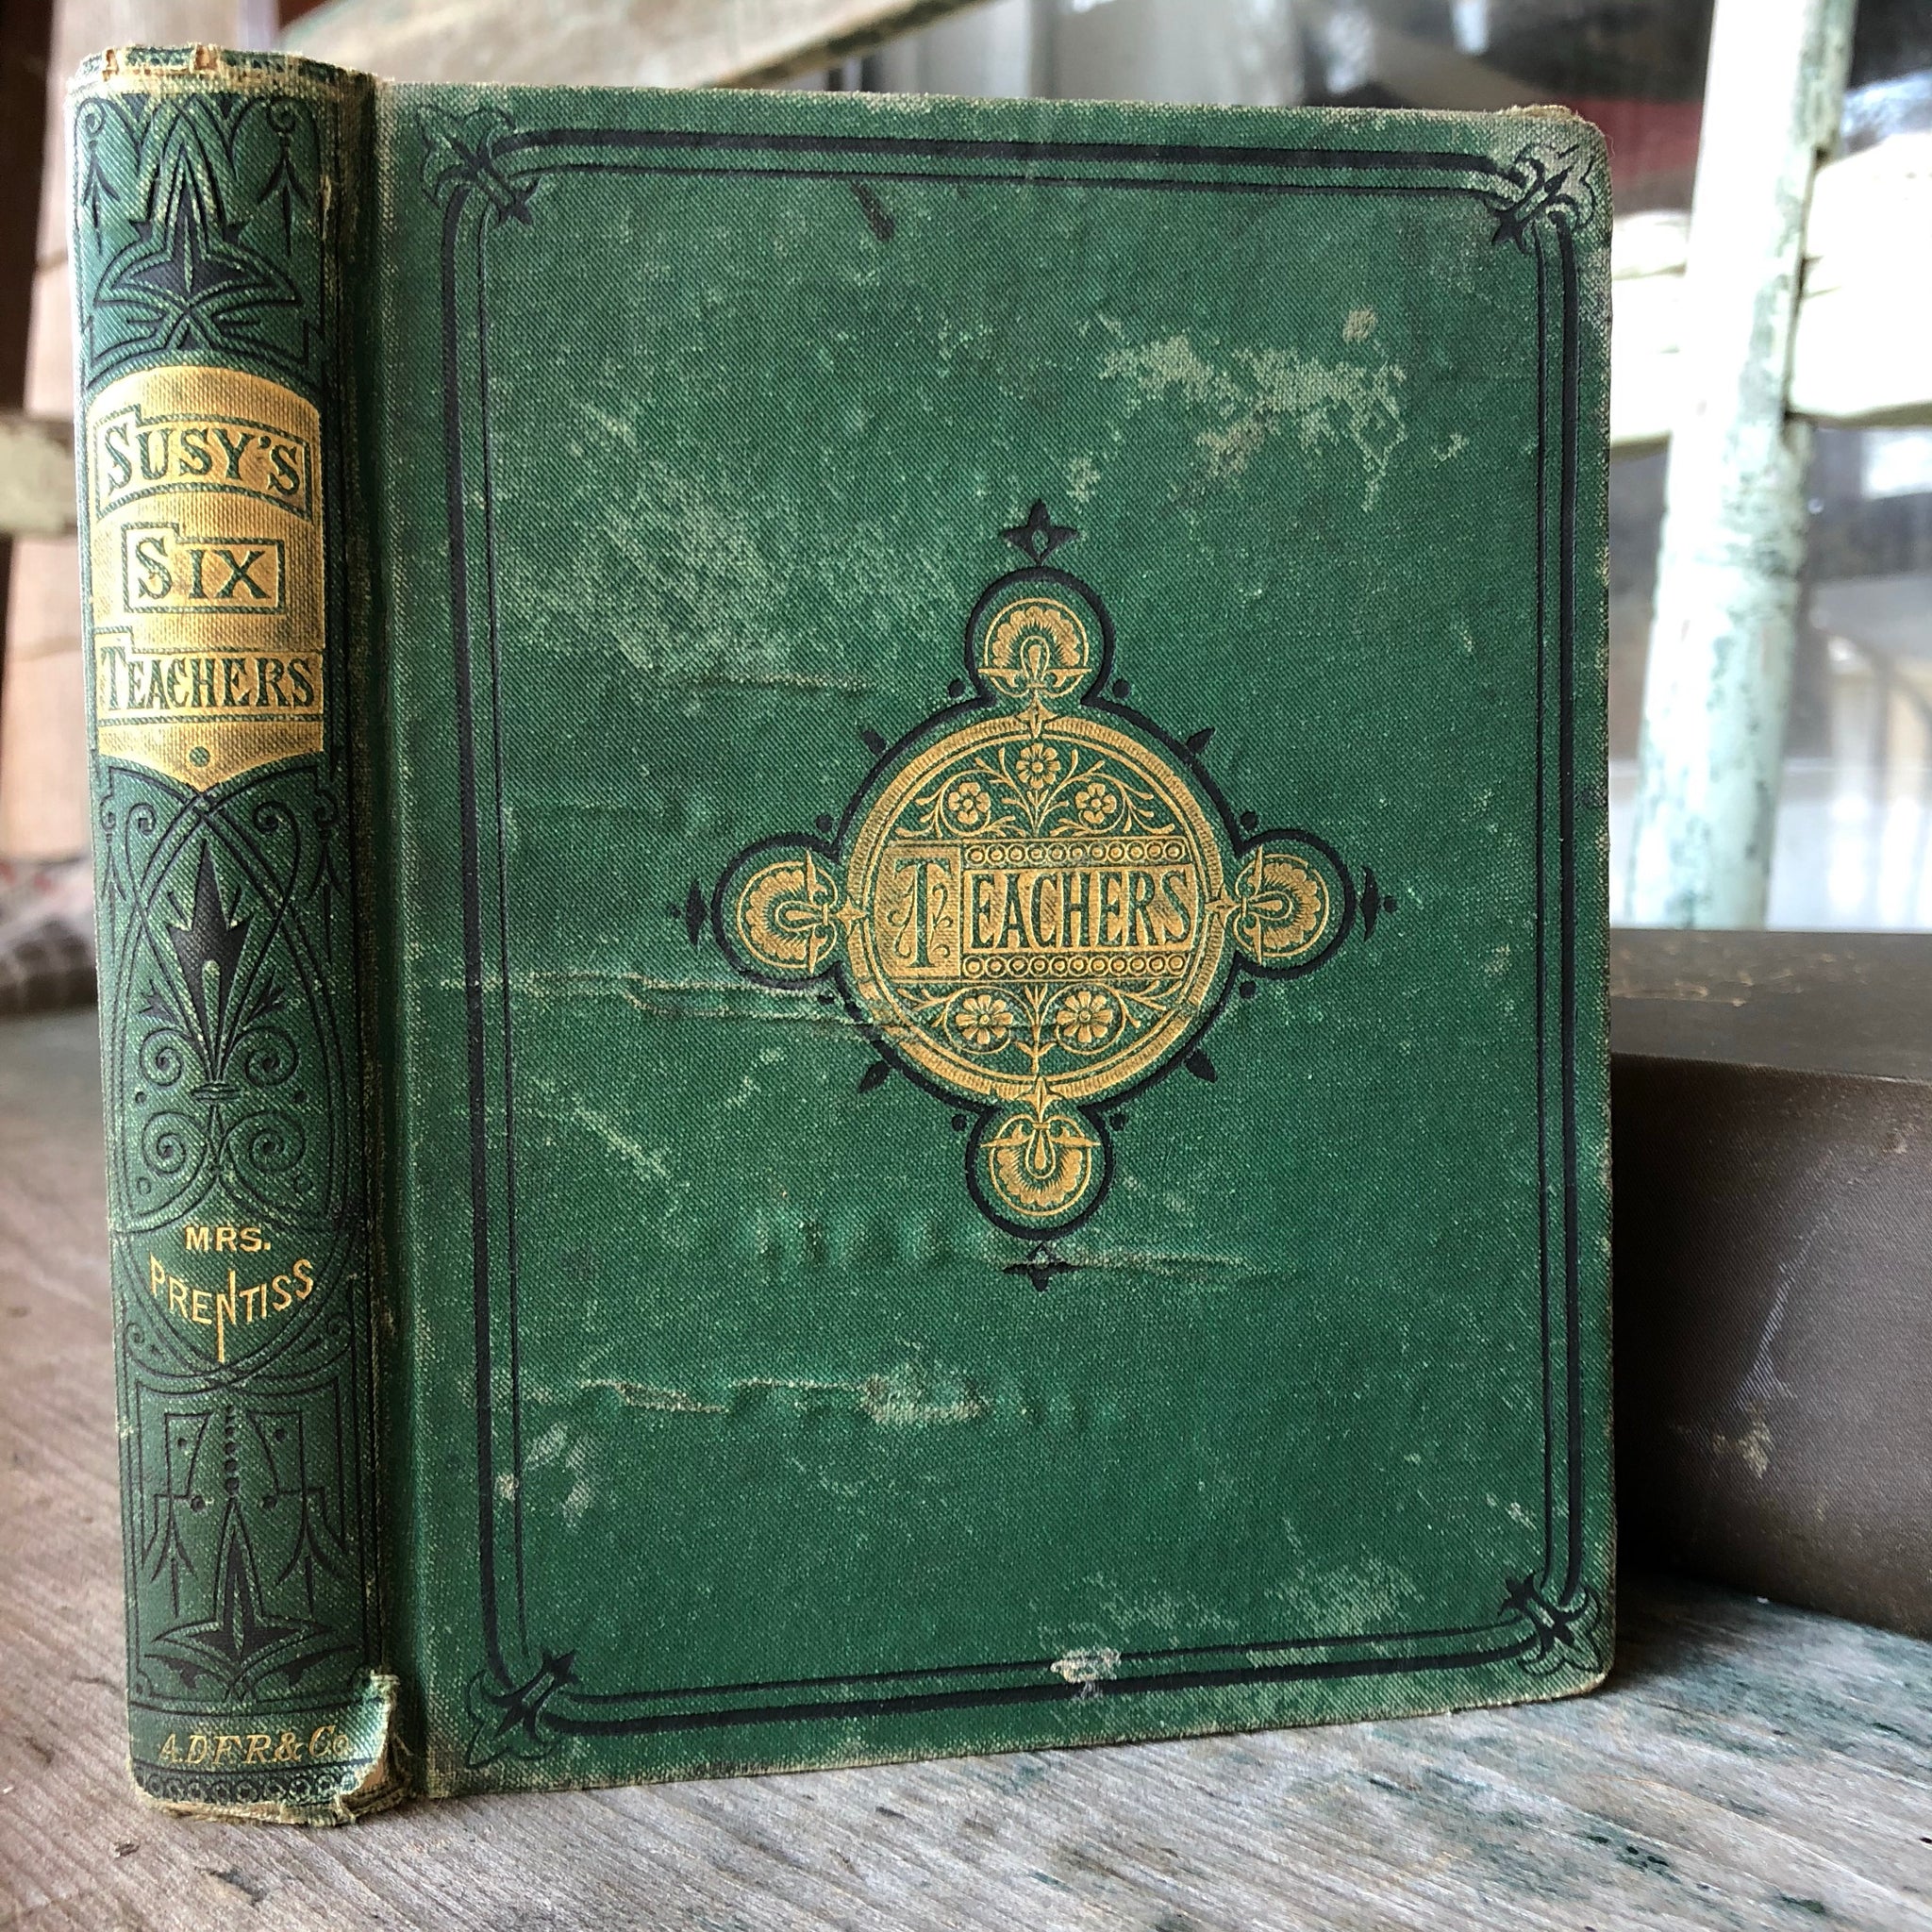 SUSY'S
SIX
TEACHERS
MRS.
PRENTISS
A.D.F.R & Co
TEACHERS